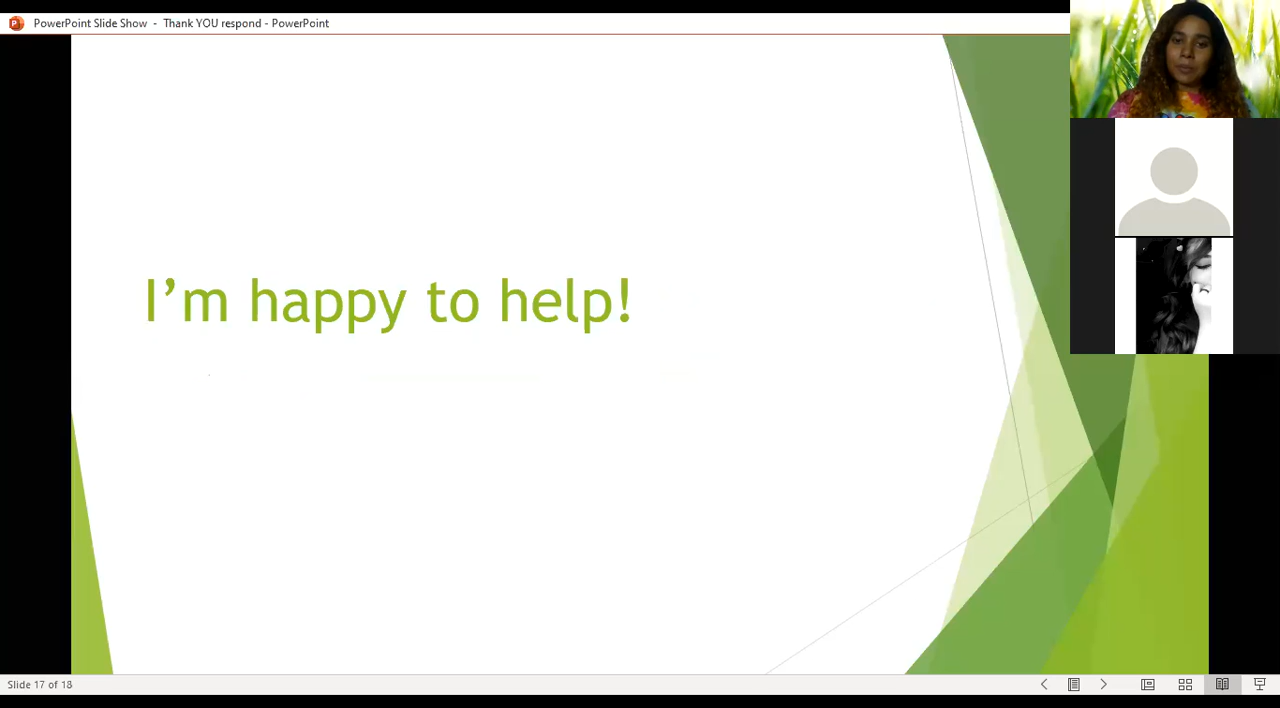 PowerPoint Slide Show - Thank YOU respond - PowerPoint
I'm happy to help!
Slide 17 of 18